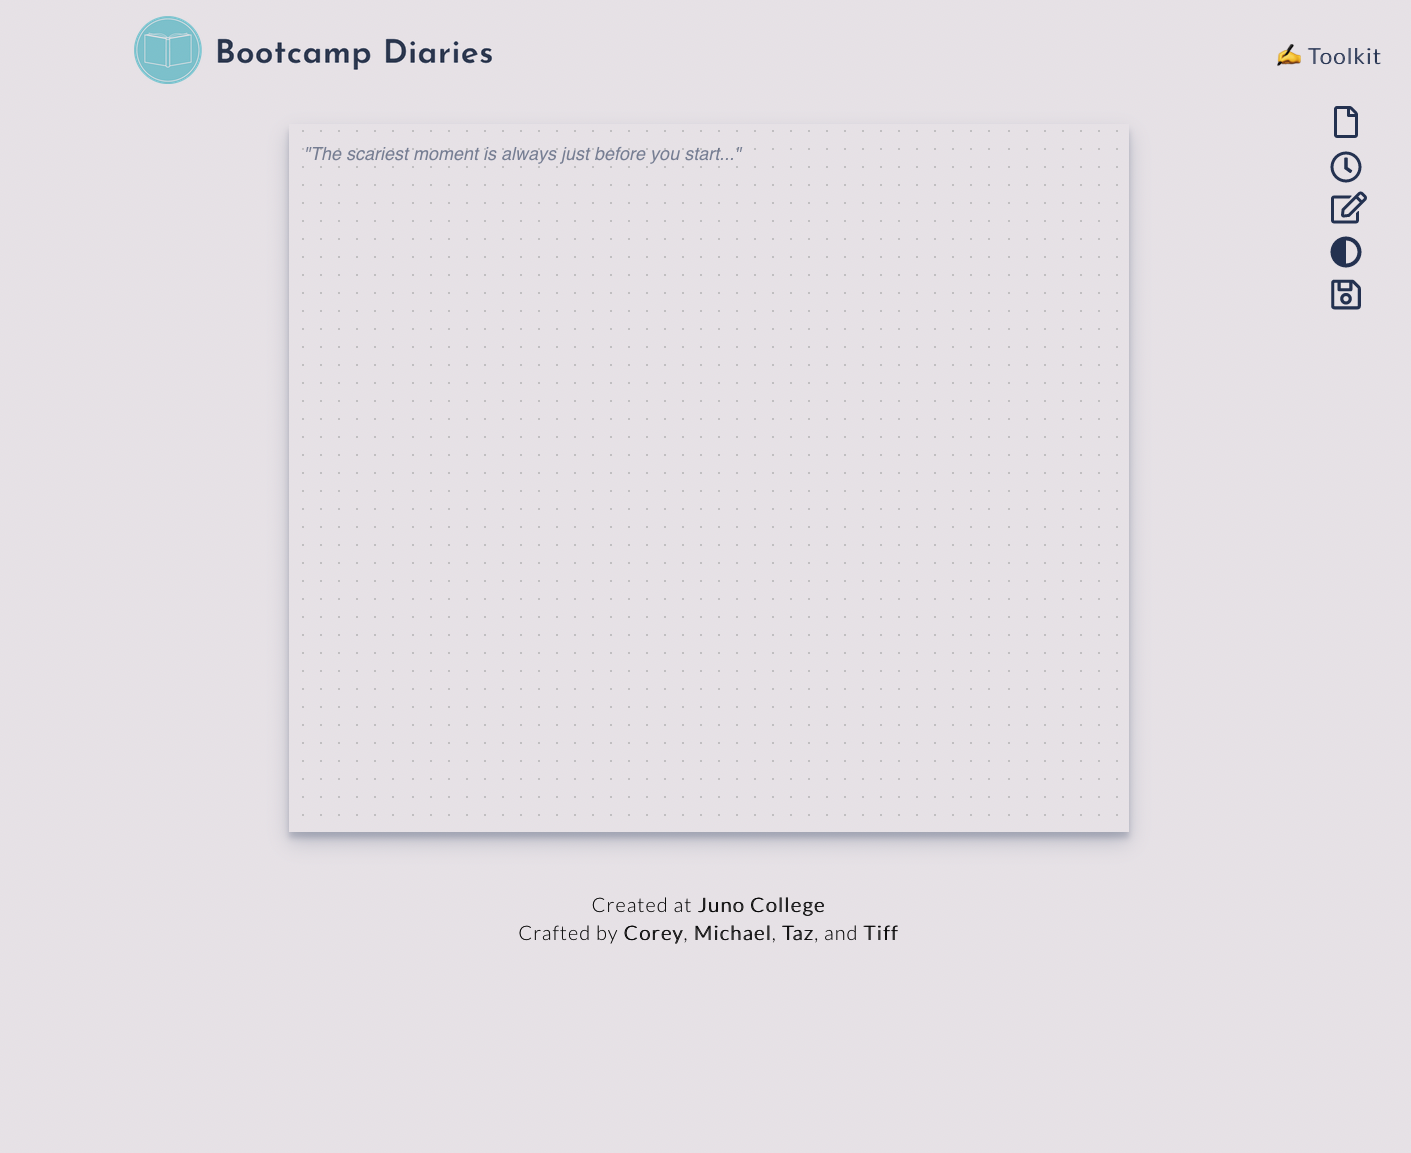 Bootcamp Diaries
✍️ Toolkit
"The scariest moment is always just before you start..."
Created at Juno College
Crafted by Corey, Michael, Taz, and Tiff